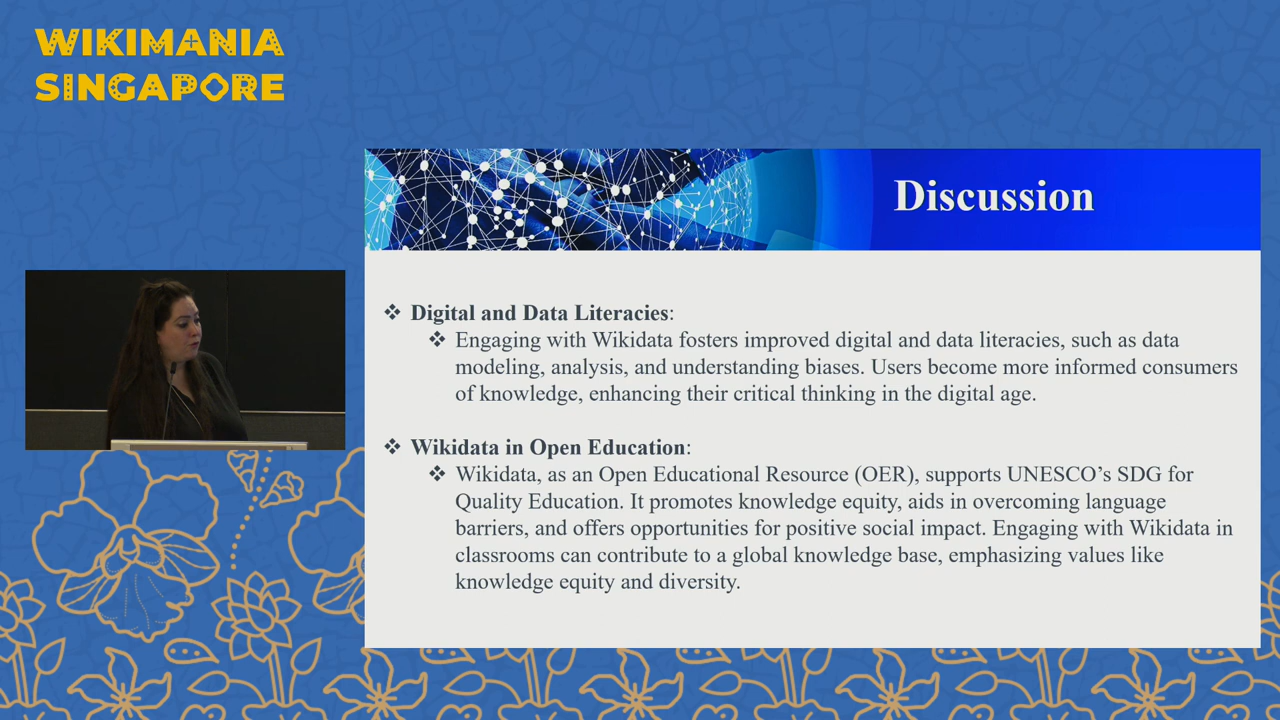 WIKIMANIA
SINGAPORE
Discussion
❖ Digital and Data Literacies:
❖ Engaging with Wikidata fosters improved digital and data literacies, such as data
modeling, analysis, and understanding biases. Users become more informed consumers
of knowledge, enhancing their critical thinking in the digital age.
❖ Wikidata in Open Education:
❖ Wikidata, as an Open Educational Resource (OER), supports UNESCO’s SDG for
Quality Education. It promotes knowledge equity, aids in overcoming language
barriers, and offers opportunities for positive social impact. Engaging with Wikidata in
classrooms can contribute to a global knowledge base, emphasizing values like
knowledge equity and diversity.